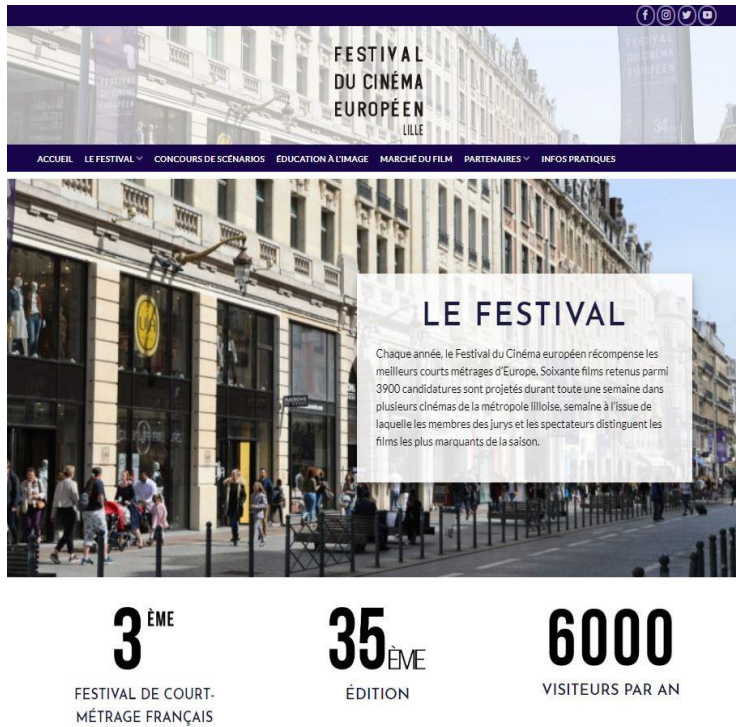 FESTIVAL
DU CINÉMA
EUROPÉEN
LILLE
ACCUEIL LE FESTIVAL CONCOURS DE SCÉNARIOS ÉDUCATION À L'IMAGE MARCHÉ DU FILM PARTENAIRES INFOS PRATIQUES
LE FESTIVAL
Chaque année, le Festival du Cinéma européen récompense les
meilleurs courts métrages d'Europe. Soixante films retenus parmi
3900 candidatures sont projetés durant toute une semaine dans
plusieurs cinémas de la métropole lilloise, semaine à l'issue de
laquelle les membres des jurys et les spectateurs distinguent les
films les plus marquants de la saison.
3 ÈME
FESTIVAL DE COURT-
MÉTRAGE FRANÇAIS
35 ÈME
ÉDITION
6000
VISITEURS PAR AN